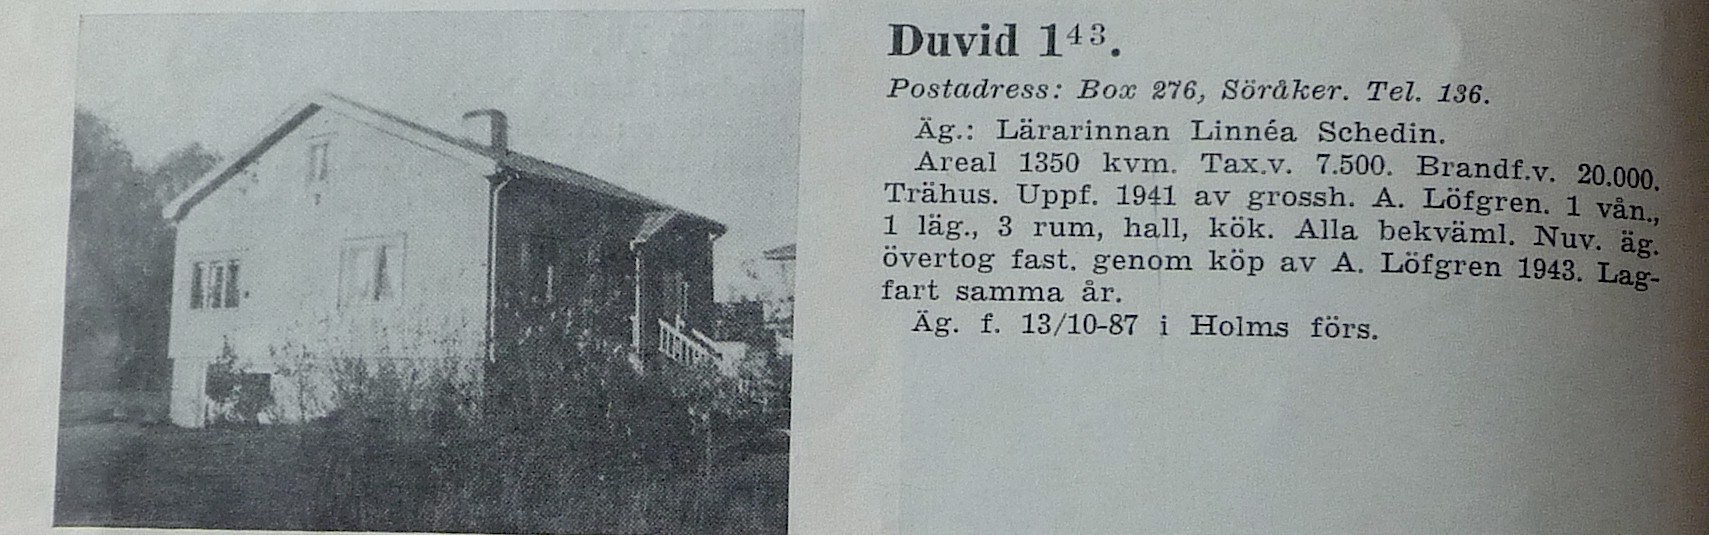 Duvid 1⁴³.
Postadress: Box 276, Söråker. Tel. 136.
Äg.: Lärarinnan Linnéa Schedin.
Areal 1350 kvm. Tax.v. 7.500. Brandf.v. 20.000.
Trähus. Uppf. 1941 av grossh. A. Löfgren. 1 vån.,
1 läg., 3 rum, hall, kök. Alla bekväml. Nuv. äg.
övertog fast. genom köp av A. Löfgren 1943. Lag-
fart samma år.
Äg. f. 13/10-87 i Holms förs.